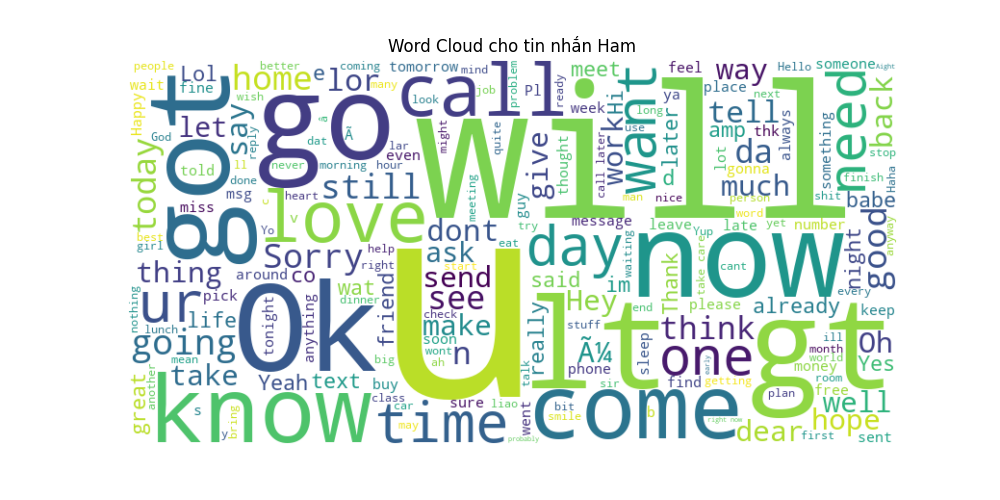 Word Cloud cho tin nhắn Ham
people
better
coming
tomorrow
mind
job
many
problem
ready
meet
feel
way
someone
Aight
Lol
fine
home
e
lor
call
look
Pl
week
Hi
want
ya
place
next
Hello
need
back
wait
wish
go
will
long
tell
Happy
God
got
say
reply
let
dat
â
Ã
lar
might
quite
give
thought
work
call later
use
later
lot
amp
thk
always
something
stop
today
told
ll
never
morning
hour
even
still
guy
man
gonna
da
finish
done
miss
msg
heart
meeting
try
nice
person
much
shit
babe
Haha
girl
best
c
v
love
Yo
dont
message
word
leave
Yup
late
yet
number
night
good
anyway
thing
around
Sorry
co
help
right
ask
eat
day
now
said
im
waiting
Thank
take care
cant
please
already
every
keep
ur
pick
wat
friend
send
start
see
u
Hey
end
nothing
lunch
life
Ok
tonight
anything
dinner
check
make
soon
wont
really
stuff
Ã¼
lt
gt
think
one
ill
month
Oh
going
mean
another
take
Yeah
text
big
buy
n
ah
talk
phone
sir
sleep
early
find
getting
money
world
room
Yes
great
know
s
y
bring
class
car
may
time
sure
liao
went
bit
smile
come
b
plan
free
well
hope
right now
dear
first
sent
probably